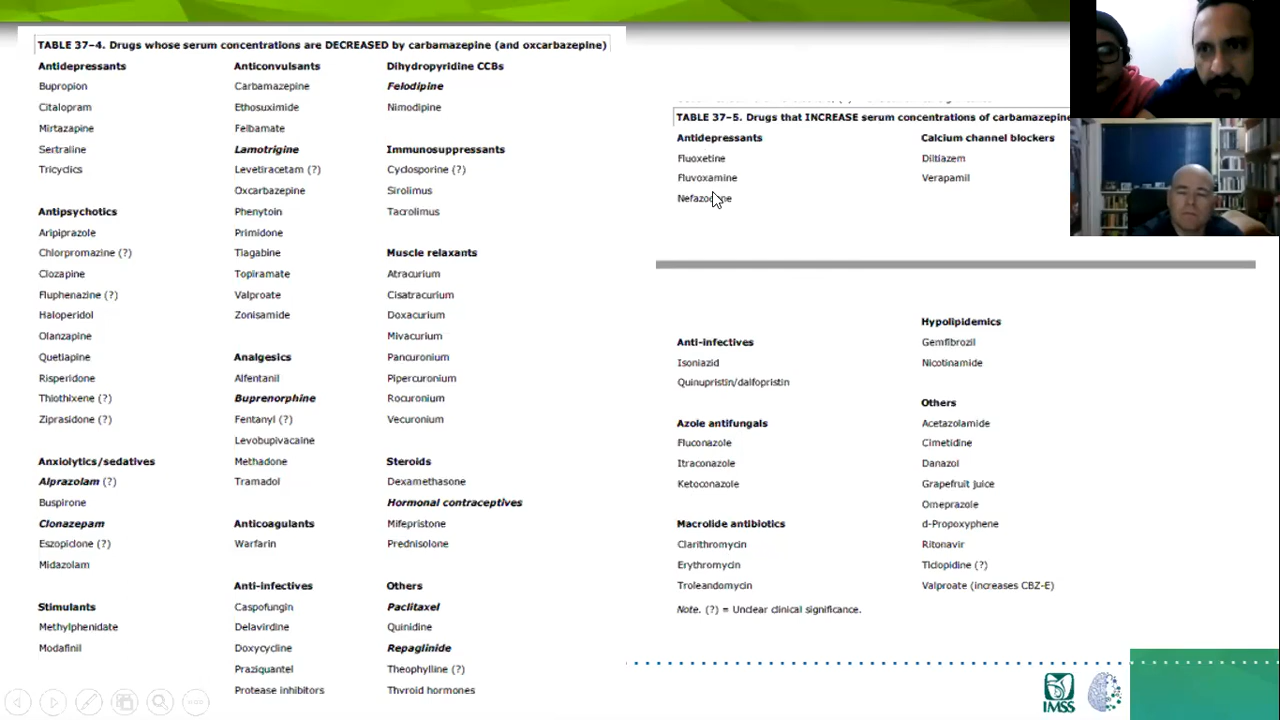 TABLE 37–4. Drugs whose serum concentrations are DECREASED by carbamazepine (and oxcarbazepine)
Antidepressants
Bupropion
Citalopram
Mirtazapine
Sertraline
Tricyclics
Antipsychotics
Aripiprazole
Chlorpromazine (?)
Clozapine
Fluphenazine (?)
Haloperidol
Olanzapine
Quetiapine
Risperidone
Thiothixene (?)
Ziprasidone (?)
Anxiolytics/sedatives
Alprazolam (?)
Buspirone
Clonazepam
Eszopiclone (?)
Midazolam
Stimulants
Methylphenidate
Modafinil
Anticonvulsants
Carbamazepine
Ethosuximide
Felbamate
Lamotrigine
Levetiracetam (?)
Oxcarbazepine
Phenytoin
Primidone
Tiagabine
Topiramate
Valproate
Zonisamide
Analgesics
Alfentanil
Buprenorphine
Fentanyl (?)
Levobupivacaine
Methadone
Tramadol
Anticoagulants
Warfarin
Anti-infectives
Caspofungin
Delavirdine
Doxycycline
Praziquantel
Protease inhibitors
Dihydropyridine CCBs
Felodipine
Nimodipine
Immunosuppressants
Cyclosporine (?)
Sirolimus
Tacrolimus
Muscle relaxants
Atracurium
Cisatracurium
Doxacurium
Mivacurium
Pancuronium
Pipercuronium
Rocuronium
Vecuronium
Steroids
Dexamethasone
Hormonal contraceptives
Mifepristone
Prednisolone
Others
Paclitaxel
Quinidine
Repaglinide
Theophylline (?)
Thyroid hormones
TABLE 37–5. Drugs that INCREASE serum concentrations of carbamazepine
Antidepressants
Fluoxetine
Fluvoxamine
Nefazodone
Calcium channel blockers
Diltiazem
Verapamil
Anti-infectives
Isoniazid
Quinupristin/dalfopristin
Azole antifungals
Fluconazole
Itraconazole
Ketoconazole
Macrolide antibiotics
Clarithromycin
Erythromycin
Troleandomycin
Hypolipidemics
Gemfibrozil
Nicotinamide
Others
Acetazolamide
Cimetidine
Danazol
Grapefruit juice
Omeprazole
d-Propoxyphene
Ritonavir
Ticlopidine (?)
Valproate (increases CBZ-E)
Note. (?) = Unclear clinical significance.
IMSS